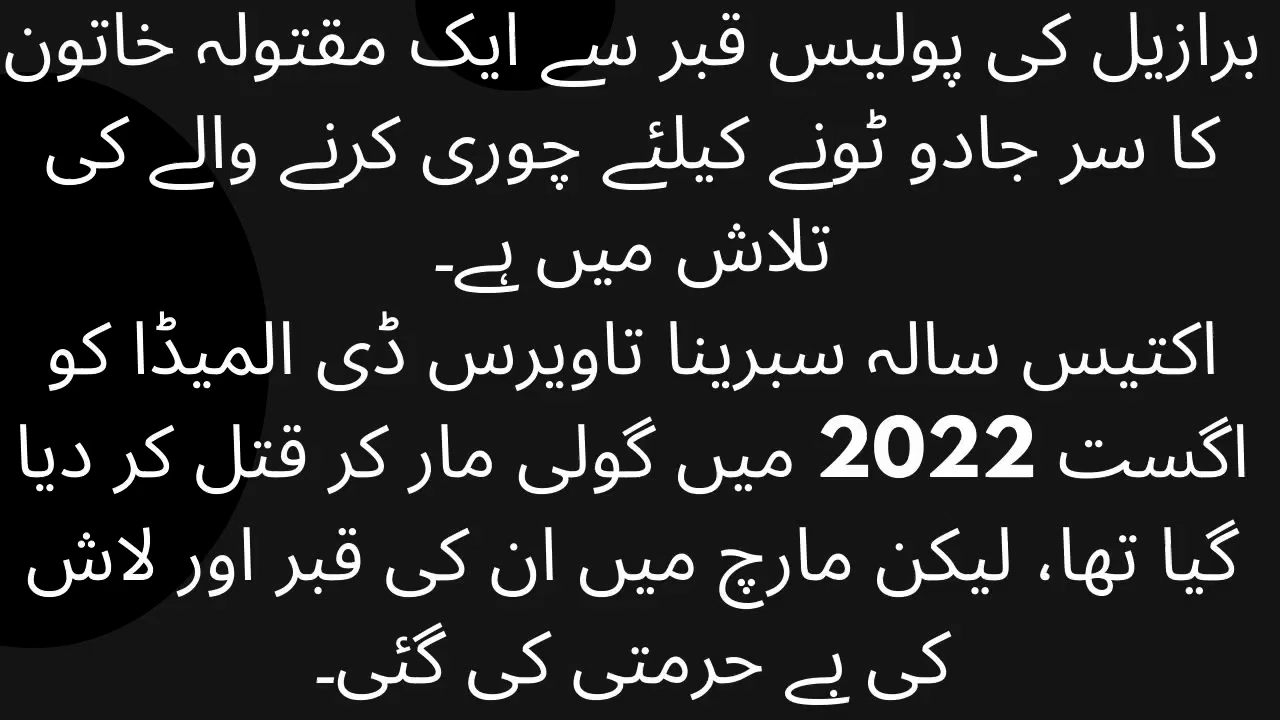 برازیل کی پولیس قبر سے ایک مقتولہ خاتون
کا سر جادو ٹونے کیلئے چوری کرنے والے کی
تلاش میں ہے۔
اکتیس سالہ سبرینا تاویرس ڈی المیڈا کو
اگست 2022 میں گولی مار کر قتل کر دیا
گیا تھا، لیکن مارچ میں ان کی قبر اور لاش
کی بے حرمتی کی گئی۔